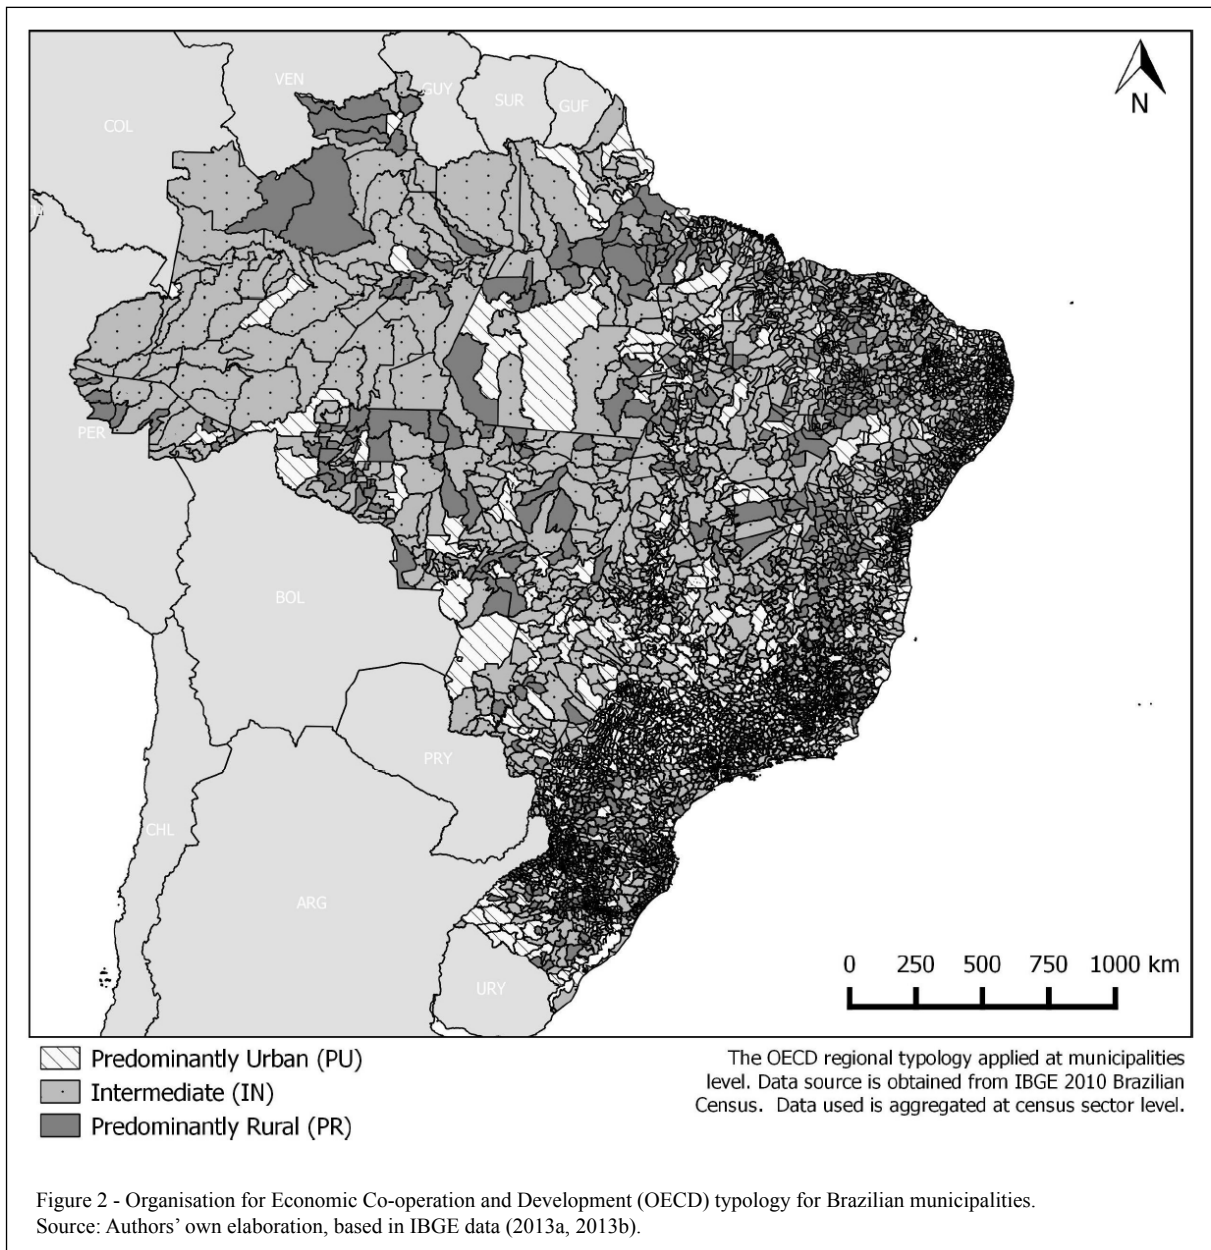 VEN
GUY
SUR
GUF
COL
N
PER
BOL
PRY
CHL
ARG
URY
0 250 500 750 1000 km
Predominantly Urban (PU)
Intermediate (IN)
Predominantly Rural (PR)
The OECD regional typology applied at municipalities
level. Data source is obtained from IBGE 2010 Brazilian
Census. Data used is aggregated at census sector level.
Figure 2 - Organisation for Economic Co-operation and Development (OECD) typology for Brazilian municipalities.
Source: Authors’ own elaboration, based in IBGE data (2013a, 2013b).